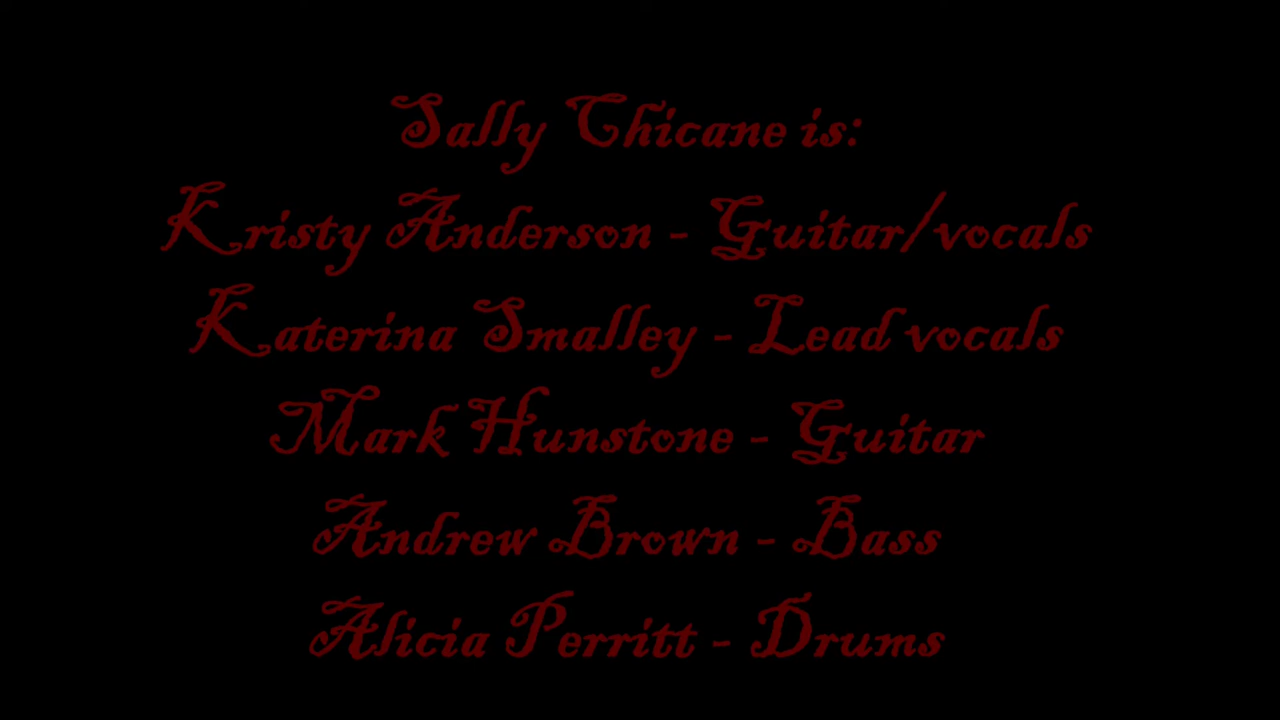 Sally Chicane is:
Kristy Anderson - Guitar/vocals
Katerina Smalley - Lead vocals
Mark Hunstone - Guitar
Andrew Brown - Bass
Alicia Perritt - Drums